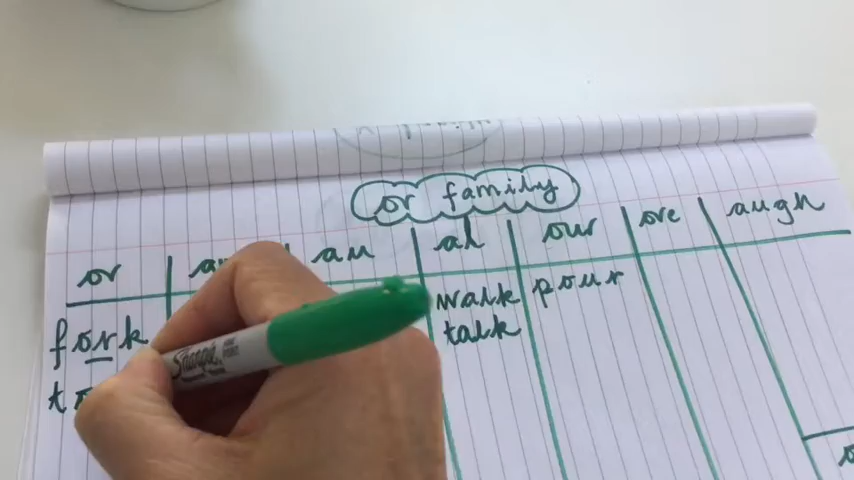 or family
or au al our ore augh
fork walk pour
talk
Sharpie